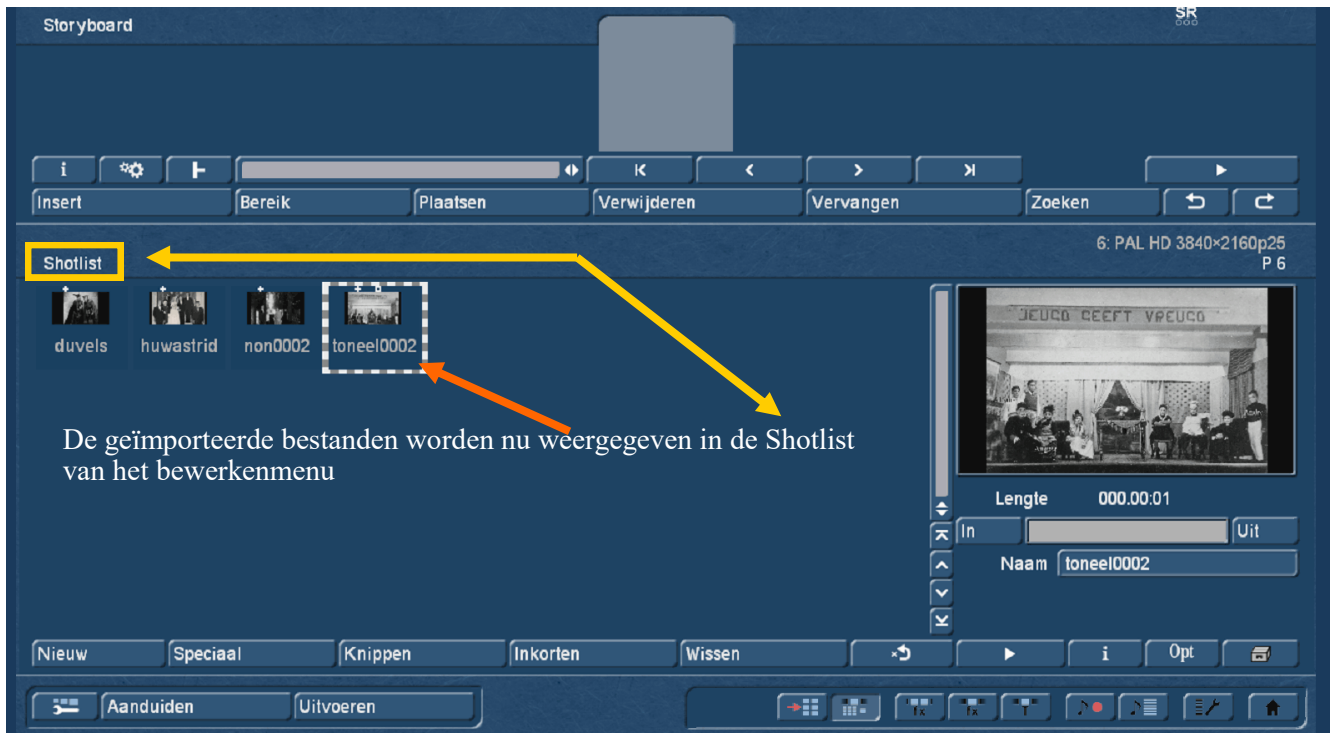 Storyboard
SR
i
Insert Bereik Plaatsen Verwijderen Vervangen Zoeken
6: PAL HD 3840×2160p25
P 6
Shotlist
duvels huwastrid non0002 toneel0002
JEUGD GEEFT VREUGD
De geïmporteerde bestanden worden nu weergegeven in de Shotlist
van het bewerkenmenu
Lengte 000.00:01
In Uit
Naam toneel0002
Nieuw Speciaal Knippen Inkorten Wissen i Opt
Aanduiden Uitvoeren fx fx T